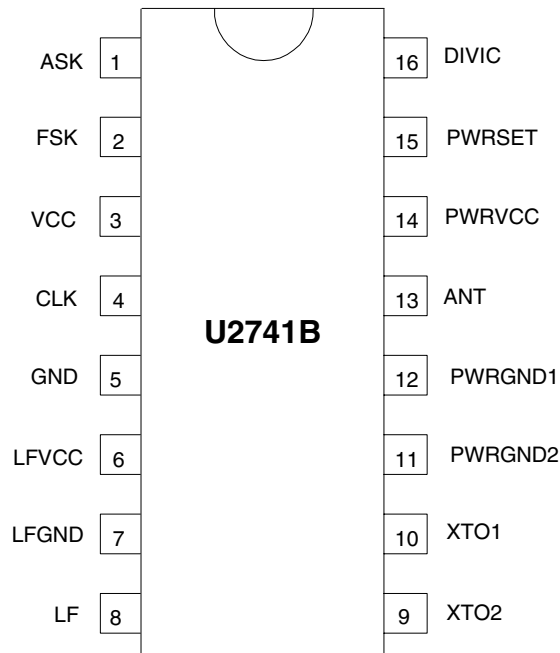 ASK 1 16 DIVIC
FSK 2 15 PWRSET
VCC 3 14 PWRVCC
CLK 4 13 ANT
U2741B
GND 5 12 PWRGND1
LFVCC 6 11 PWRGND2
LFGND 7 10 XTO1
LF 8 9 XTO2